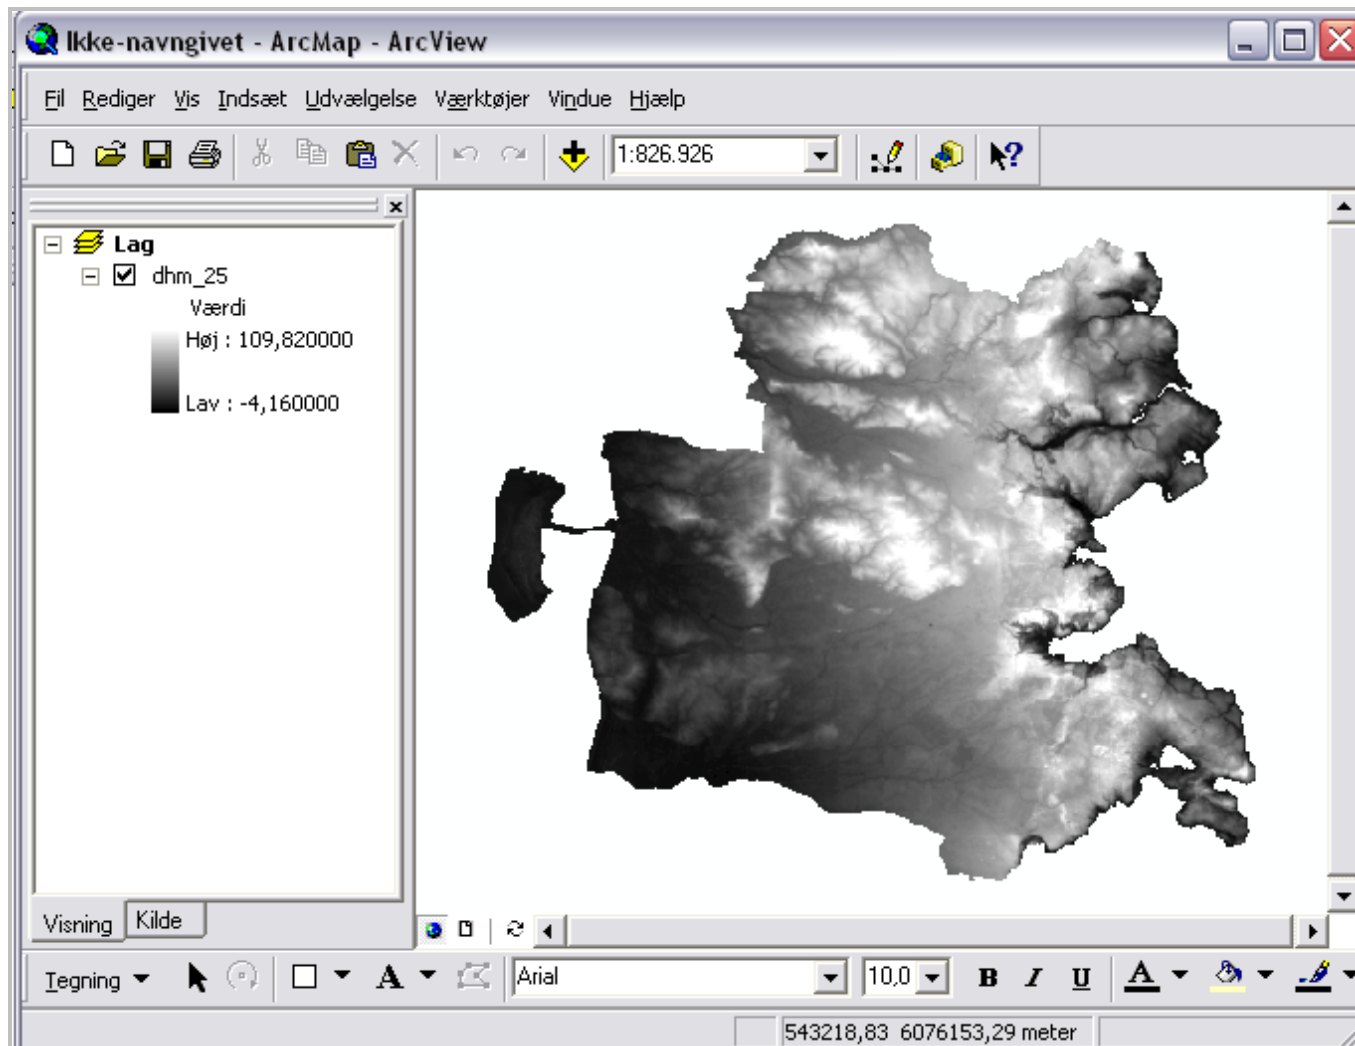 Ikke-navngivet - ArcMap - ArcView
Fil Rediger Vis Indsæt Udvælgelse Værktøjer Vindue Hjælp
1:826.926
Lag
dhm_25
Værdi
Høj : 109,820000
Lav : -4,160000
Visning Kilde
Tegning A Arial 10,0 B I U A
543218,83 6076153,29 meter